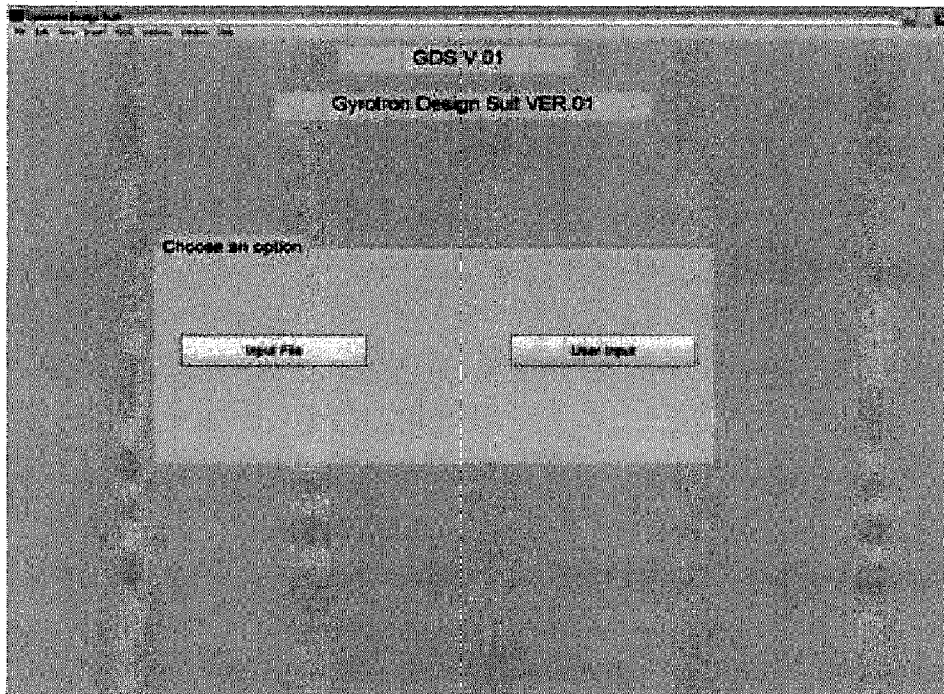 GDS V.01
Gyrotron Design Suit VER.01
Choose an option
Input File
User Input